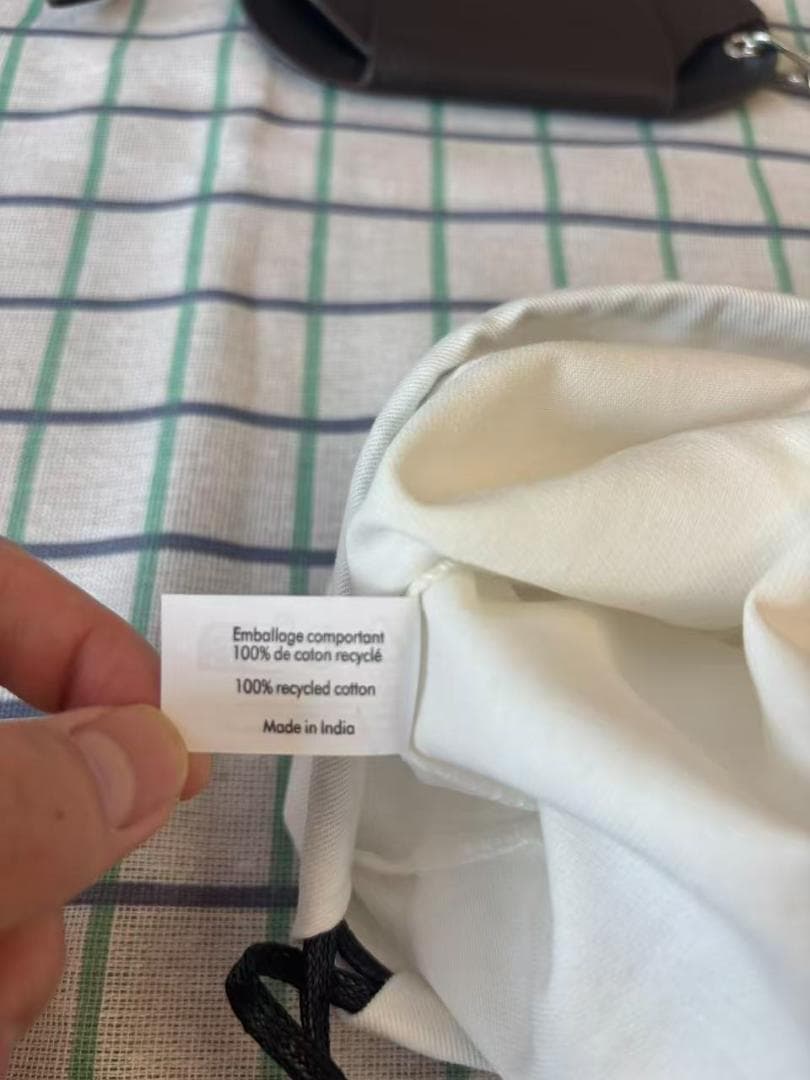 Emballage comportant
100% de coton recyclé
100% recycled cotton
Made in India